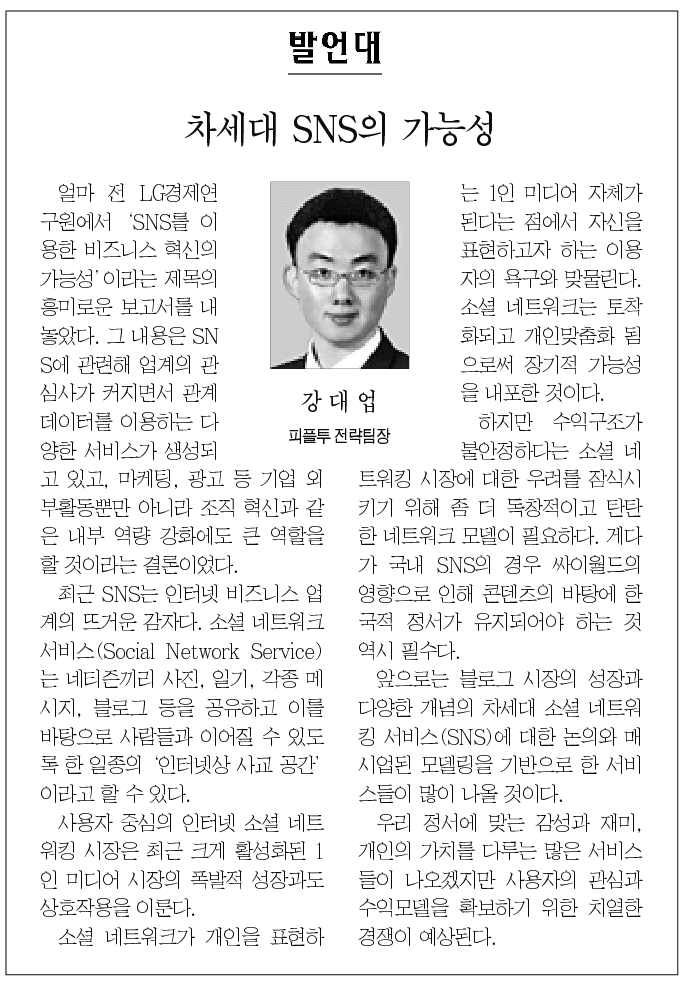 발언대
차세대 SNS의 가능성
얼마 전 LG경제연
구원에서 ‘SNS를 이
용한 비즈니스 혁신의
가능성’이라는 제목의
흥미로운 보고서를 내
놓았다. 그 내용은 SN
S에 관련해 업계의 관
심사가 커지면서 관계
데이터를 이용하는 다
양한 서비스가 생성되
고 있고, 마케팅, 광고 등 기업 외
부활동뿐만 아니라 조직 혁신과 같
은 내부 역량 강화에도 큰 역할을
할 것이라는 결론이었다.
최근 SNS는 인터넷 비즈니스 업
계의 뜨거운 감자다. 소셜 네트워크
서비스(Social Network Service)
는 네티즌끼리 사진, 일기, 각종 메
시지, 블로그 등을 공유하고 이를
바탕으로 사람들과 이어질 수 있도
록 한 일종의 ‘인터넷상 사교 공간’
이라고 할 수 있다.
사용자 중심의 인터넷 소셜 네트
워킹 시장은 최근 크게 활성화된 1
인 미디어 시장의 폭발적 성장과도
상호작용을 이룬다.
소셜 네트워크가 개인을 표현하
강대업
피플투 전략팀장
는 1인 미디어 자체가
된다는 점에서 자신을
표현하고자 하는 이용
자의 욕구와 맞물린다.
소셜 네트워크는 토착
화되고 개인맞춤화 됨
으로써 장기적 가능성
을 내포한 것이다.
하지만 수익구조가
불안정하다는 소셜 네
트워킹 시장에 대한 우려를 잠식시
키기 위해 좀 더 독창적이고 탄탄
한 네트워크 모델이 필요하다. 게다
가 국내 SNS의 경우 싸이월드의
영향으로 인해 콘텐츠의 바탕에 한
국적 정서가 유지되어야 하는 것
역시 필수다.
앞으로는 블로그 시장의 성장과
다양한 개념의 차세대 소셜 네트워
킹 서비스(SNS)에 대한 논의와 매
시업된 모델링을 기반으로 한 서비
스들이 많이 나올 것이다.
우리 정서에 맞는 감성과 재미,
개인의 가치를 다루는 많은 서비스
들이 나오겠지만 사용자의 관심과
수익모델을 확보하기 위한 치열한
경쟁이 예상된다.